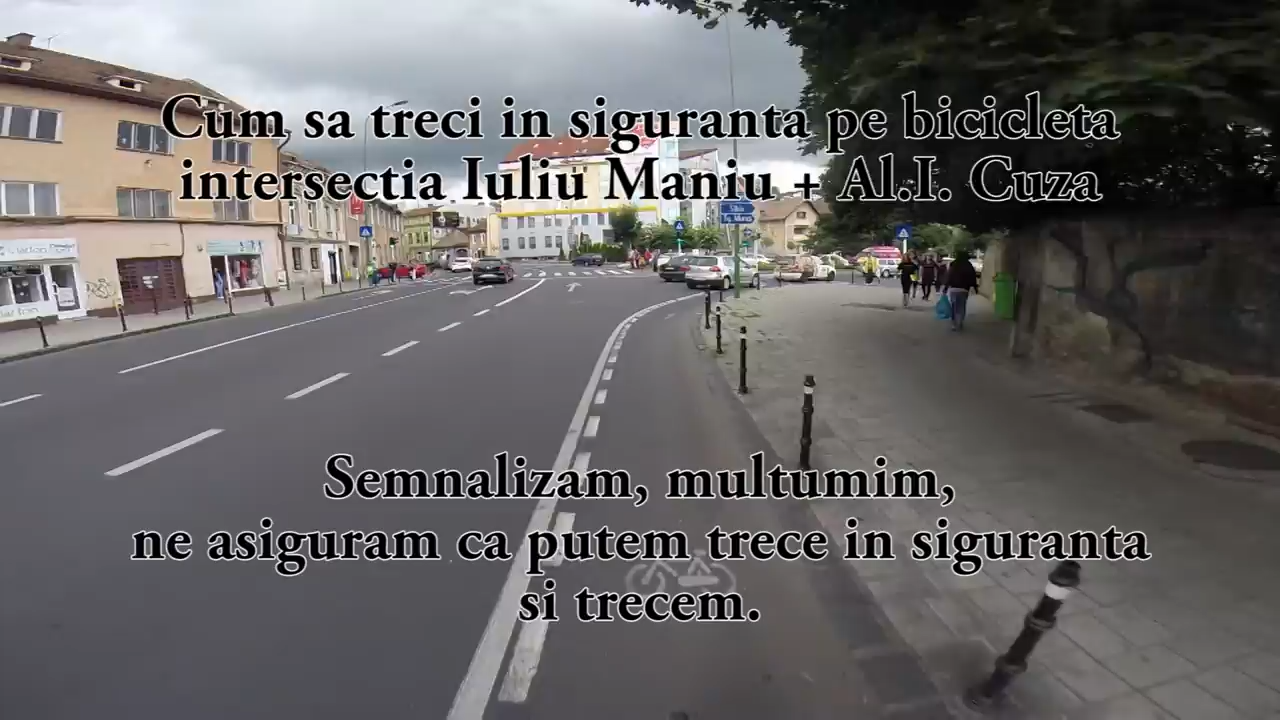 Cum sa treci in siguranta pe bicicleta
intersectia Iuliu Maniu + Al.I. Cuza
Semnalizam, multumim,
ne asiguram ca putem trece in siguranta
si trecem.